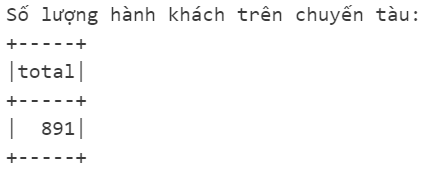 Số lượng hành khách trên chuyến tàu:
+-----+
|total|
+-----+
|  891|
+-----+